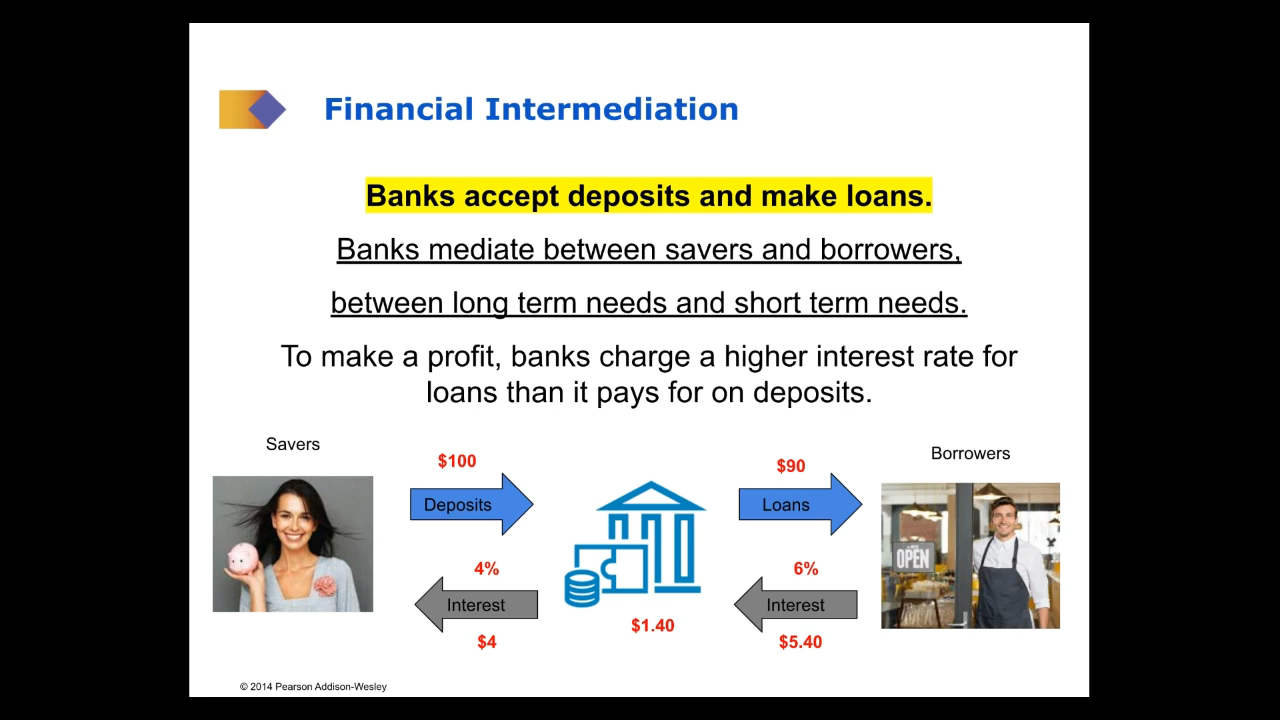 Financial Intermediation
Banks accept deposits and make loans.
Banks mediate between savers and borrowers,
between long term needs and short term needs.
To make a profit, banks charge a higher interest rate for
loans than it pays for on deposits.
Savers
Borrowers
$100
$90
Deposits
Loans
OPEN
4%
6%
Interest
Interest
$1.40
$4
$5.40
© 2014 Pearson Addison-Wesley